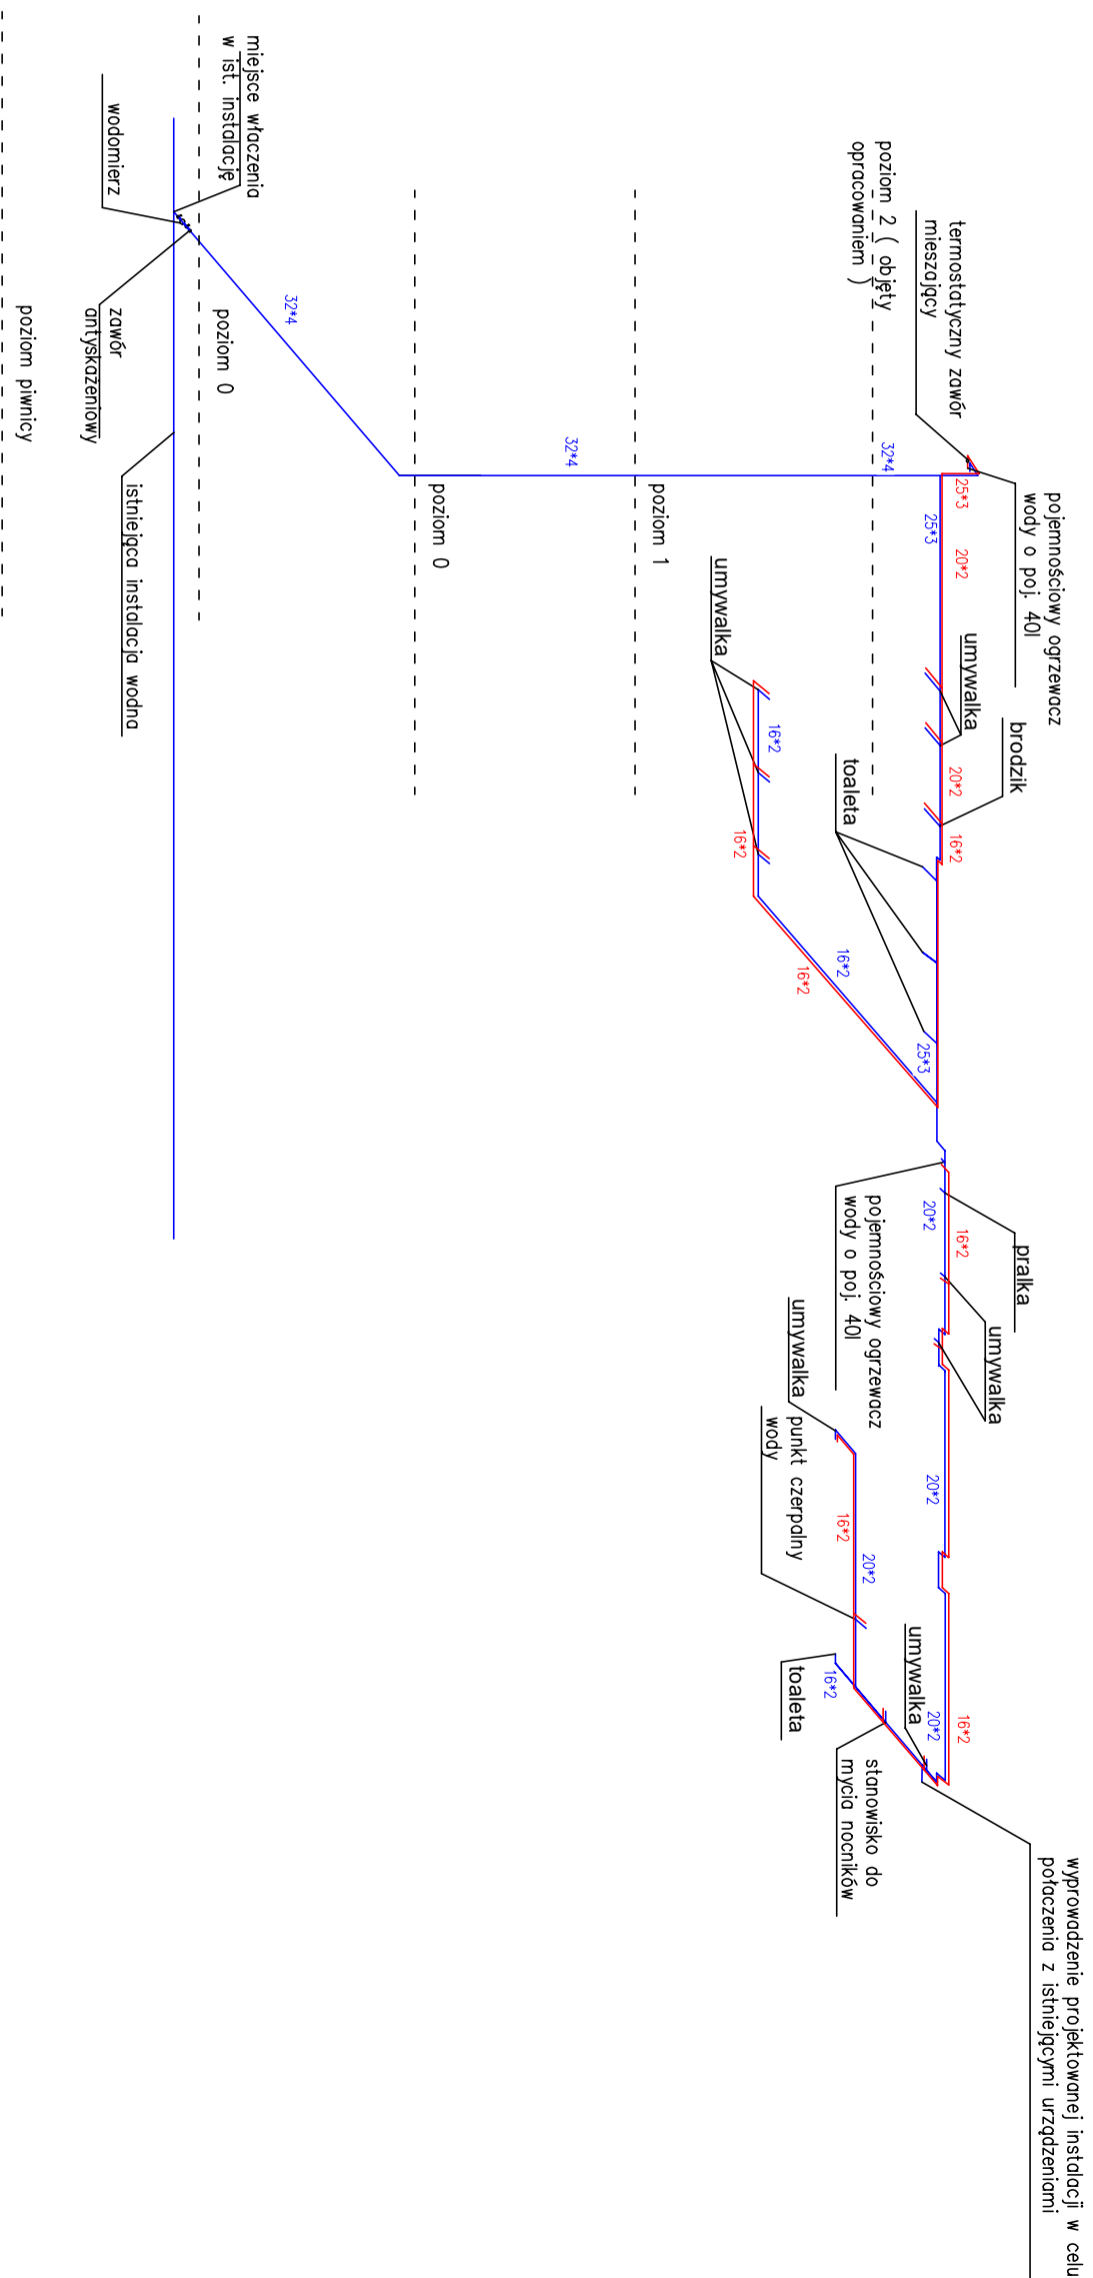 wyprowadzenie projektowanej instalacji w celu
połaczenia z istniejącymi urządzeniami
pojemnościowy ogrzewacz
wody o poj. 40l
termostatyczny zawór
mieszający
poziom 2 ( objęty
opracowaniem )
32*4
25*3
25*3
20*2
umywalka
brodzik
20*2
16*2
toaleta
25*3
pralka
20*2
16*2
umywalka
pojemnościowy ogrzewacz
wody o poj. 40l
20*2
umywalka
20*2
16*2
stanowisko do
mycia nocników
umywalka
punkt czerpalny
wody
16*2
20*2
16*2
toaleta
umywalka
16*2
16*2
16*2
16*2
poziom 1
32*4
poziom 0
32*4
miejsce właczenia
w ist. instalację
poziom 0
wodomierz
zawór
antyskażeniowy
istniejąca instalacja wodna
poziom piwnicy